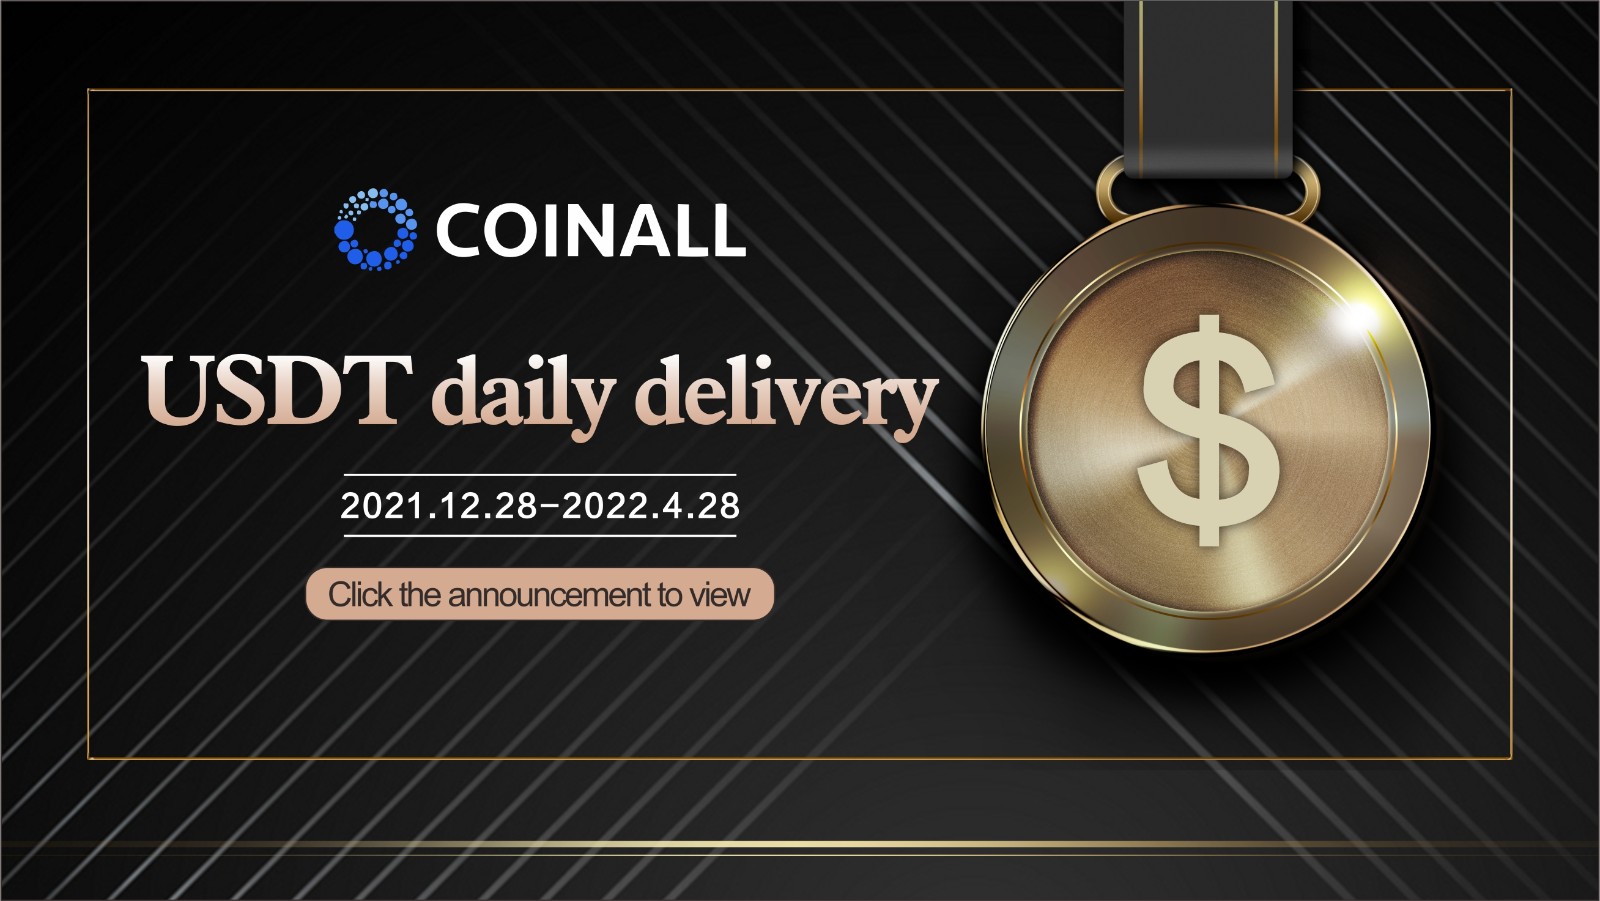 COINALL
USDT daily delivery
2021.12.28-2022.4.28
Click the announcement to view
$